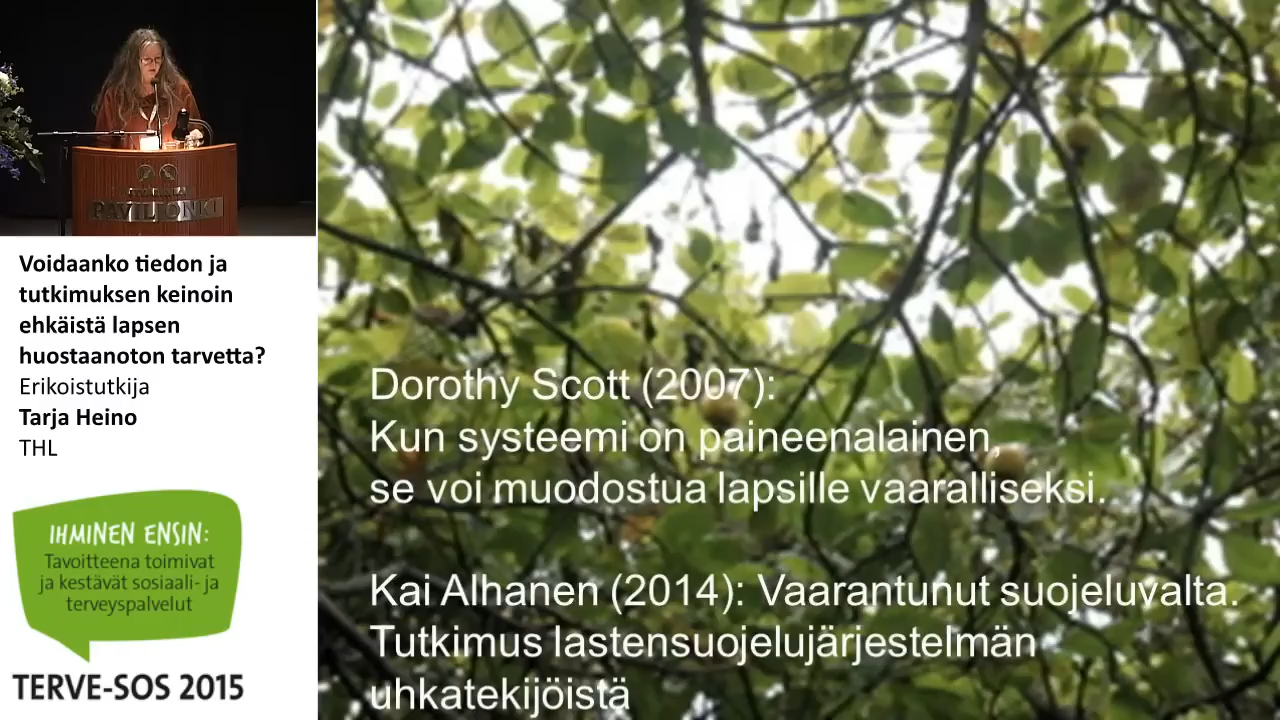 PAVILJONKI
Voidaanko tiedon ja
tutkimuksen keinoin
ehkäistä lapsen
huostaanoton tarvetta?
Erikoistutkija
Tarja Heino
THL
IHMINEN ENSIN:
Tavoitteena toimivat
ja kestävät sosiaali- ja
terveyspalvelut
TERVE-SOS 2015
Dorothy Scott (2007):
Kun systeemi on paineenalainen,
se voi muodostua lapsille vaaralliseksi.
Kai Alhanen (2014): Vaarantunut suojeluvalta.
Tutkimus lastensuojelujärjestelmän
uhkatekijöistä